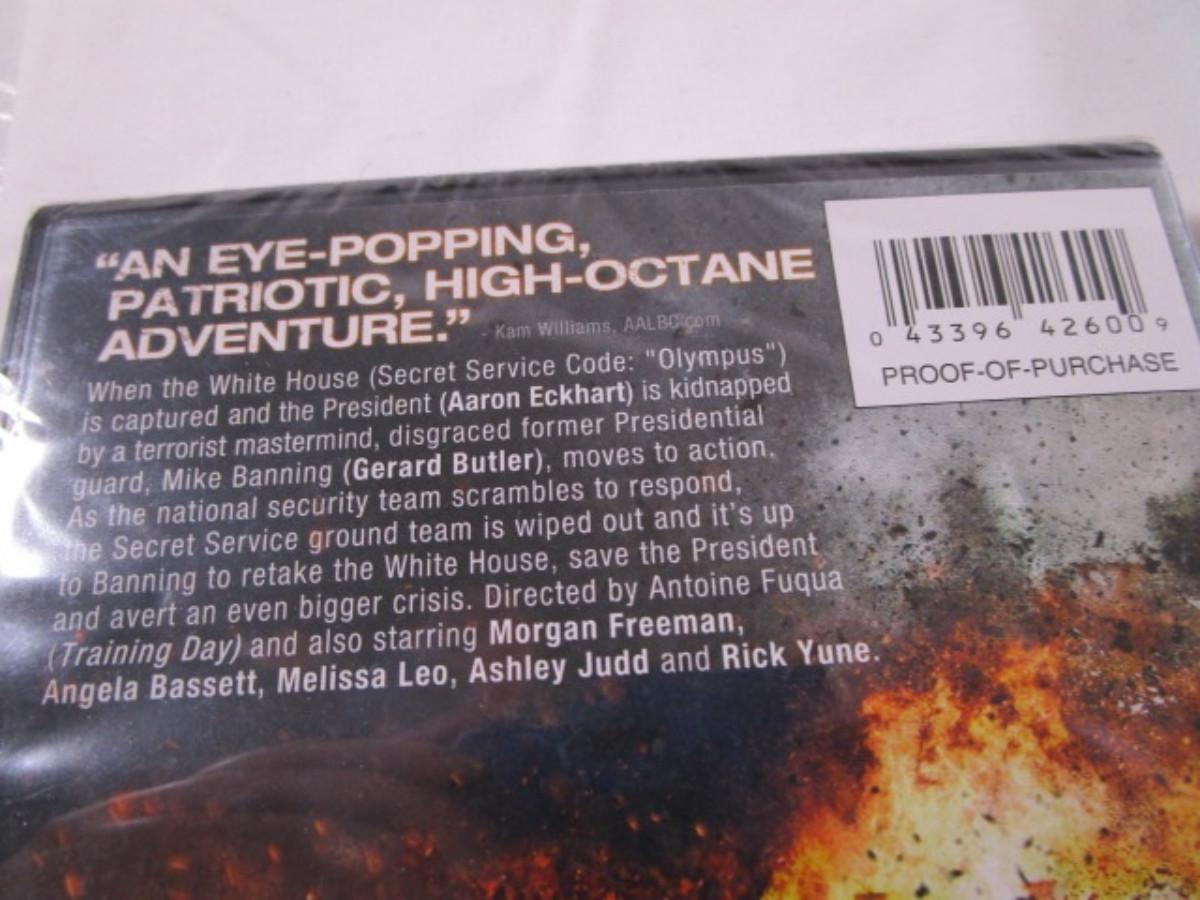 “AN EYE-POPPING,
PATRIOTIC, HIGH-OCTANE
ADVENTURE.” - Kam Williams, AALBC.com
When the White House (Secret Service Code: "Olympus")
is captured and the President (Aaron Eckhart) is kidnapped
by a terrorist mastermind, disgraced former Presidential
guard, Mike Banning (Gerard Butler), moves to action.
As the national security team scrambles to respond,
the Secret Service ground team is wiped out and it's up
to Banning to retake the White House, save the President
and avert an even bigger crisis. Directed by Antoine Fuqua
(Training Day) and also starring Morgan Freeman,
Angela Bassett, Melissa Leo, Ashley Judd and Rick Yune.
0 43396 42600 9
PROOF-OF-PURCHASE